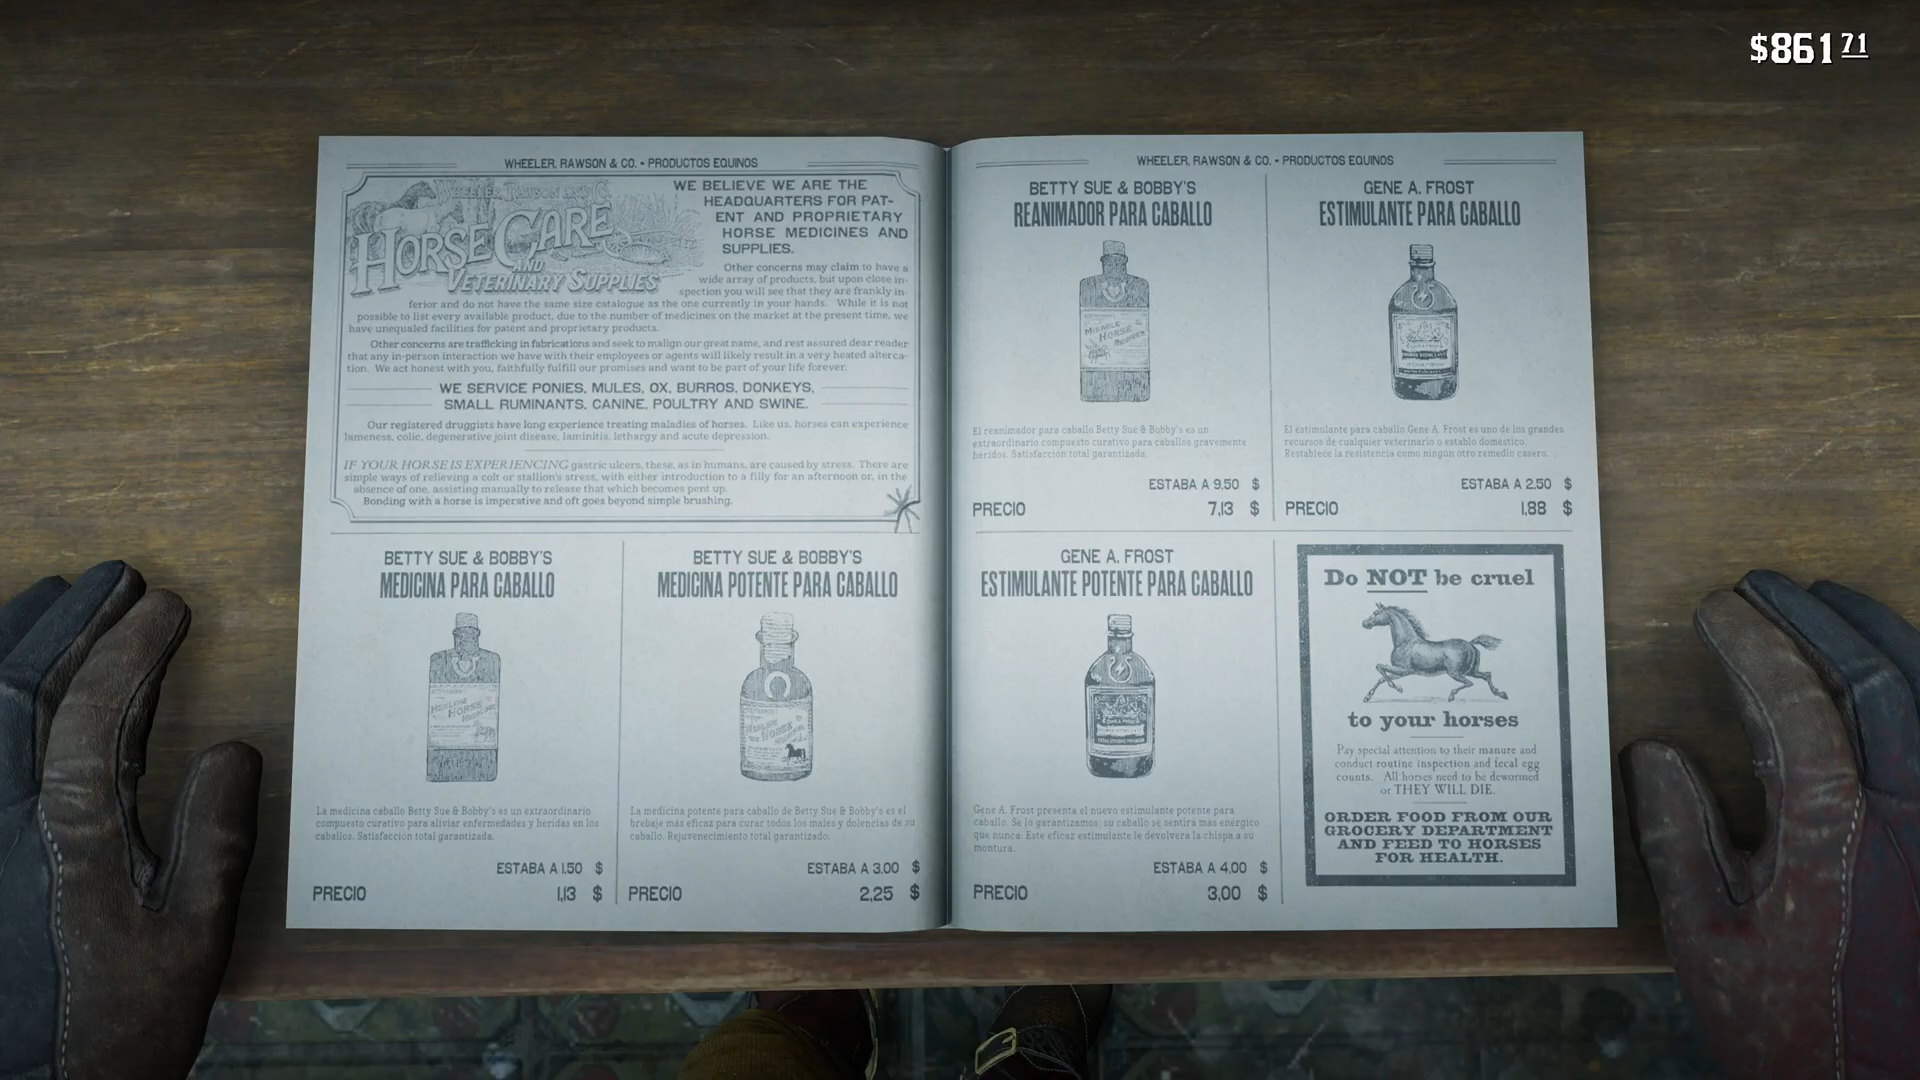 $861 71
WHEELER, RAWSON & CO. • PRODUCTOS EQUINOS
WHEELER, RAWSON AND CO.
HORSE CARE
AND
VETERINARY SUPPLIES
WE BELIEVE WE ARE THE
HEADQUARTERS FOR PAT-
ENT AND PROPRIETARY
HORSE MEDICINES AND
SUPPLIES.
Other concerns may claim to have a
wide array of products, but upon close in-
spection you will see that they are frankly in-
ferior and do not have the same size catalogue as the one currently in your hands. While it is not
possible to list every available product, due to the number of medicines on the market at the present time, we
have unequaled facilities for patent and proprietary products.
Other concerns are trafficking in fabrications and seek to malign our great name, and rest assured dear reader
that any in-person interaction we have with their employees or agents will likely result in a very heated alterca-
tion. We act honest with you, faithfully fulfill our promises and want to be part of your life forever.
WE SERVICE PONIES, MULES, OX, BURROS, DONKEYS,
SMALL RUMINANTS, CANINE, POULTRY AND SWINE.
Our registered druggists have long experience treating maladies of horses. Like us, horses can experience
lameness, colic, degenerative joint disease, laminitis, lethargy and acute depression.
IF YOUR HORSE IS EXPERIENCING gastric ulcers, these, as in humans, are caused by stress. There are
simple ways of relieving a colt or stallion's stress, with either introduction to a filly for an afternoon or, in the
absence of one, assisting manually to release that which becomes pent up.
Bonding with a horse is imperative and oft goes beyond simple brushing.
BETTY SUE & BOBBY'S
MEDICINA PARA CABALLO
HEALING
HORSE
La medicina caballo Betty Sue & Bobby's es un extraordinario
compuesto curativo para aliviar enfermedades y heridas en los
caballos. Satisfacción total garantizada.
ESTABA A 1.50 $
PRECIO 1,13 $
BETTY SUE & BOBBY'S
MEDICINA POTENTE PARA CABALLO
HORSE
La medicina potente para caballo de Betty Sue & Bobby's es el
brebaje más eficaz para curar todos los males y dolencias de su
caballo. Rejuvenecimiento total garantizado.
ESTABA A 3.00 $
PRECIO 2,25 $
WHEELER, RAWSON & CO. • PRODUCTOS EQUINOS
BETTY SUE & BOBBY'S
REANIMADOR PARA CABALLO
MIRACLE
HORSE
REVIVER
El reanimador para caballo Betty Sue & Bobby's es un
extraordinario compuesto curativo para caballos gravemente
heridos. Satisfacción total garantizada.
ESTABA A 9.50 $
PRECIO 7,13 $
GENE A. FROST
ESTIMULANTE PARA CABALLO
El estimulante para caballo Gene A. Frost es uno de los grandes
recursos de cualquier veterinario o establo doméstico.
Restablece la resistencia como ningún otro remedio casero.
ESTABA A 2.50 $
PRECIO 1,88 $
GENE A. FROST
ESTIMULANTE POTENTE PARA CABALLO
Gene A. Frost presenta el nuevo estimulante potente para
caballo. Se lo garantizamos: su caballo se sentirá más enérgico
que nunca. Este eficaz estimulante le devolverá la chispa a su
montura.
ESTABA A 4.00 $
PRECIO 3,00 $
Do NOT be cruel
to your horses
Pay special attention to their manure and
conduct routine inspection and fecal egg
counts. All horses need to be dewormed
or THEY WILL DIE.
ORDER FOOD FROM OUR
GROCERY DEPARTMENT
AND FEED TO HORSES
FOR HEALTH.